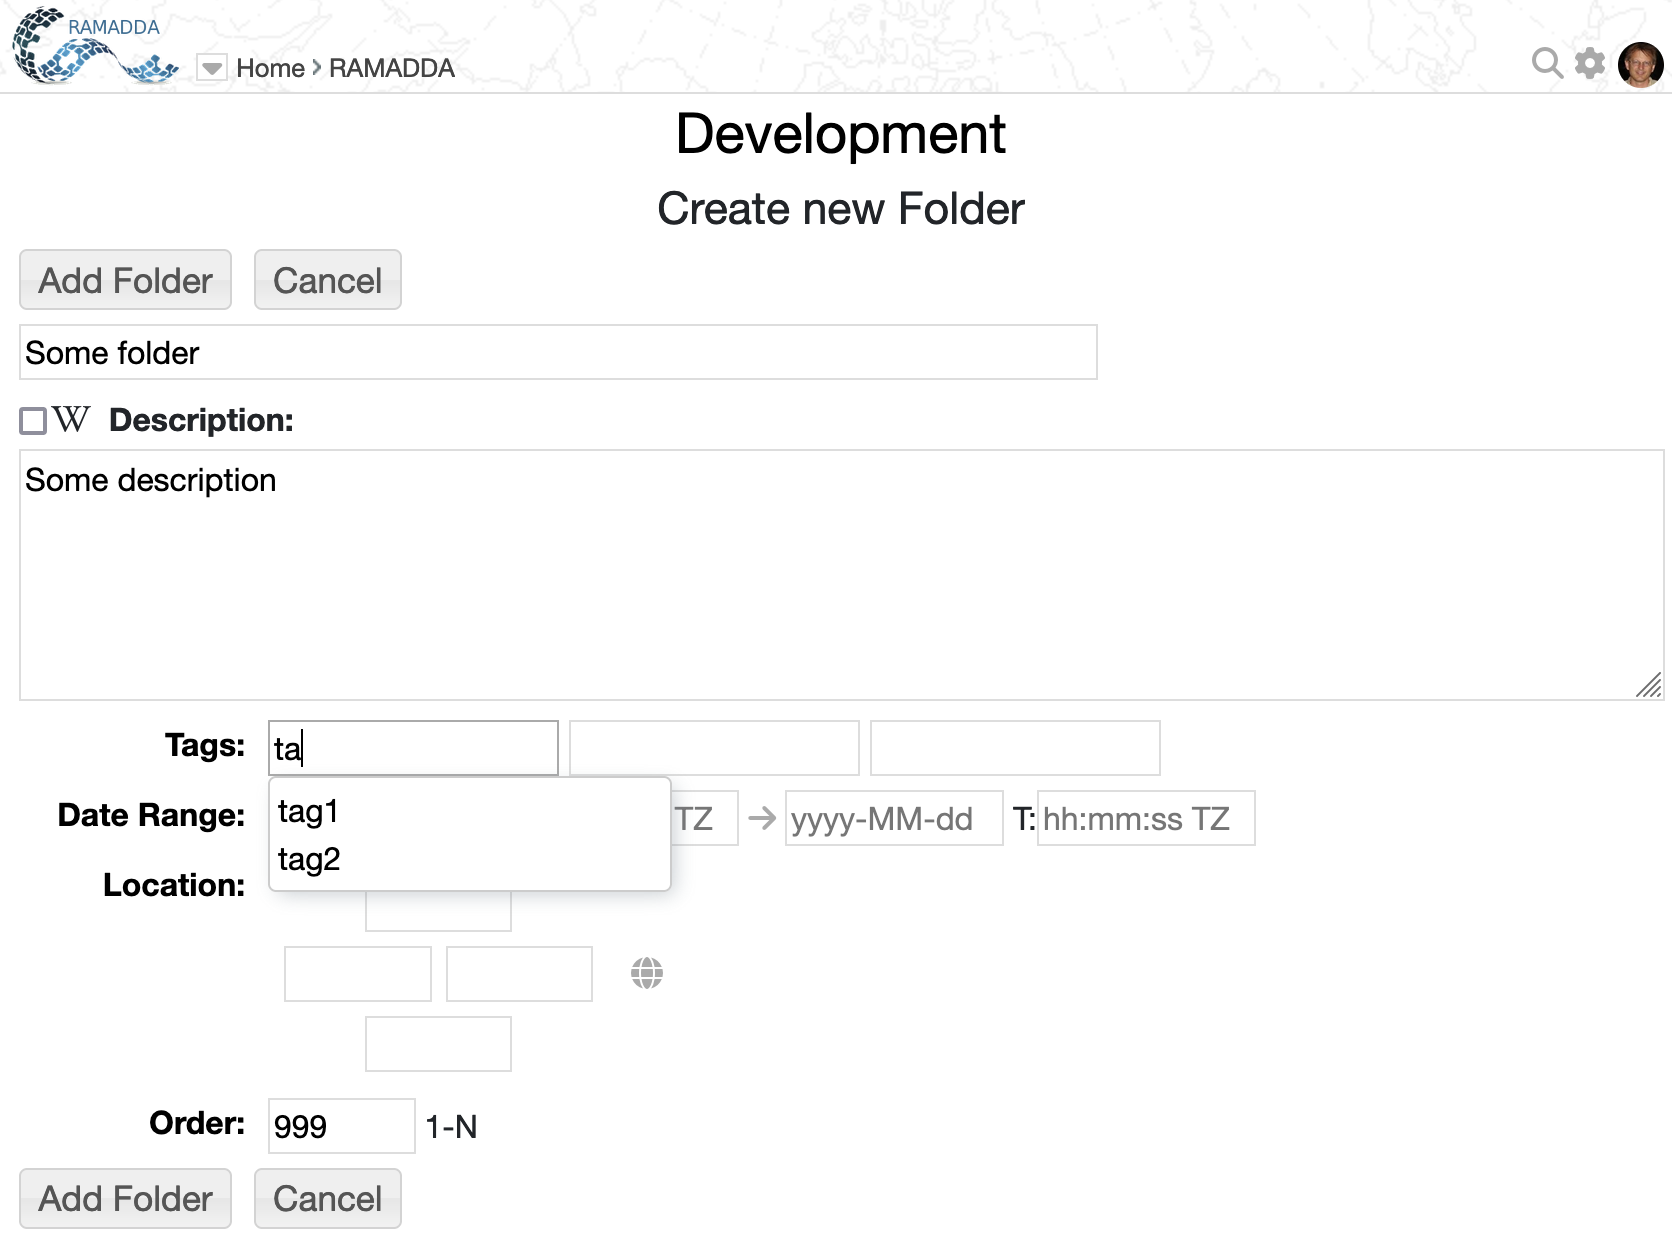 RAMADDA
Home › RAMADDA
Development
Create new Folder
Add Folder Cancel
Some folder
W Description:
Some description
Tags: ta
tag1
tag2
Date Range: TZ → yyyy-MM-dd T: hh:mm:ss TZ
Location:
Order: 999 1-N
Add Folder Cancel